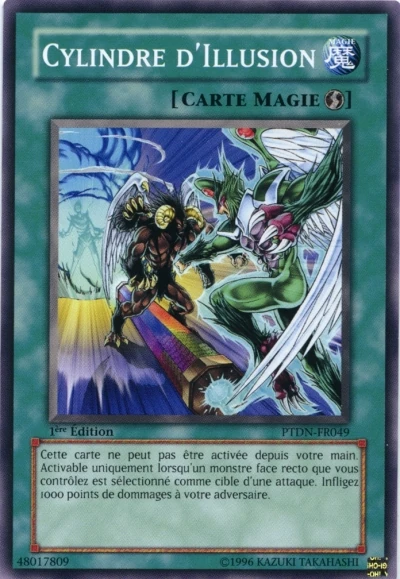 CYLINDRE D'ILLUSION
MAGIE
魔
[CARTE MAGIE]
1ère Edition
PTDN-FR049
Cette carte ne peut pas être activée depuis votre main.
Activable uniquement lorsqu'un monstre face recto que vous
contrôlez est sélectionné comme cible d'une attaque. Infligez
1000 points de dommages à votre adversaire.
48017809
©1996 KAZUKI TAKAHASHI